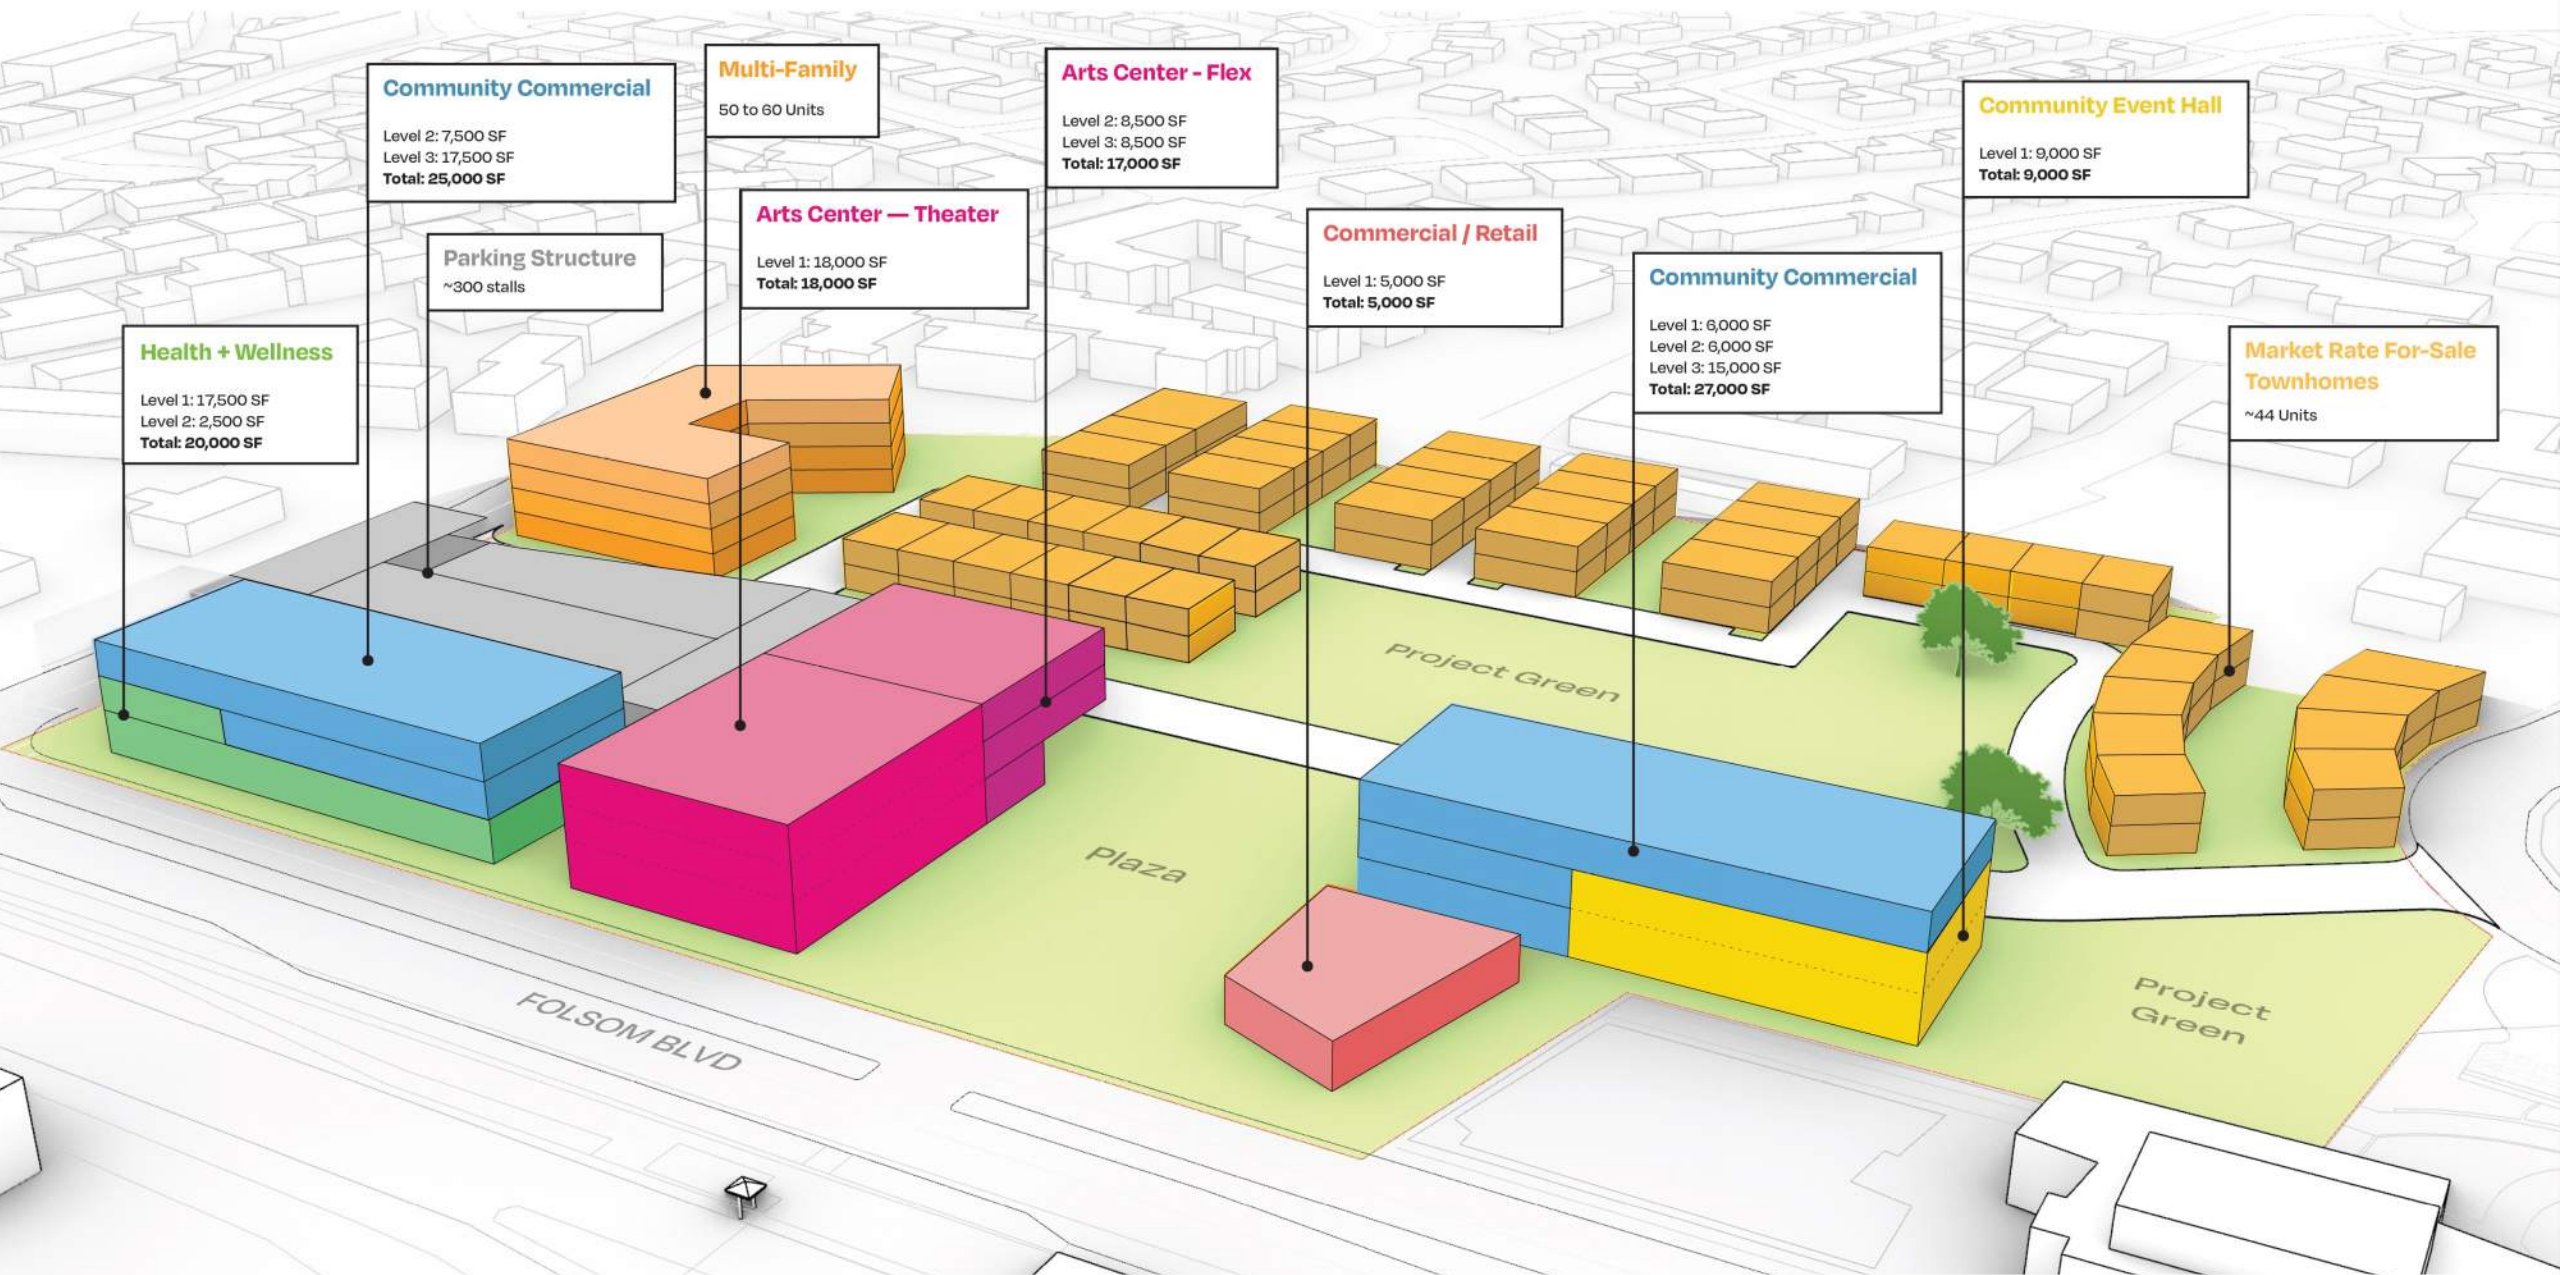 Community Commercial
Level 2: 7,500 SF
Level 3: 17,500 SF
Total: 25,000 SF
Multi-Family
50 to 60 Units
Arts Center - Flex
Level 2: 8,500 SF
Level 3: 8,500 SF
Total: 17,000 SF
Community Event Hall
Level 1: 9,000 SF
Total: 9,000 SF
Arts Center — Theater
Level 1: 18,000 SF
Total: 18,000 SF
Commercial / Retail
Level 1: 5,000 SF
Total: 5,000 SF
Parking Structure
~300 stalls
Community Commercial
Level 1: 6,000 SF
Level 2: 6,000 SF
Level 3: 15,000 SF
Total: 27,000 SF
Health + Wellness
Level 1: 17,500 SF
Level 2: 2,500 SF
Total: 20,000 SF
Market Rate For-Sale
Townhomes
~44 Units
Project Green
Plaza
Project
Green
FOLSOM BLVD